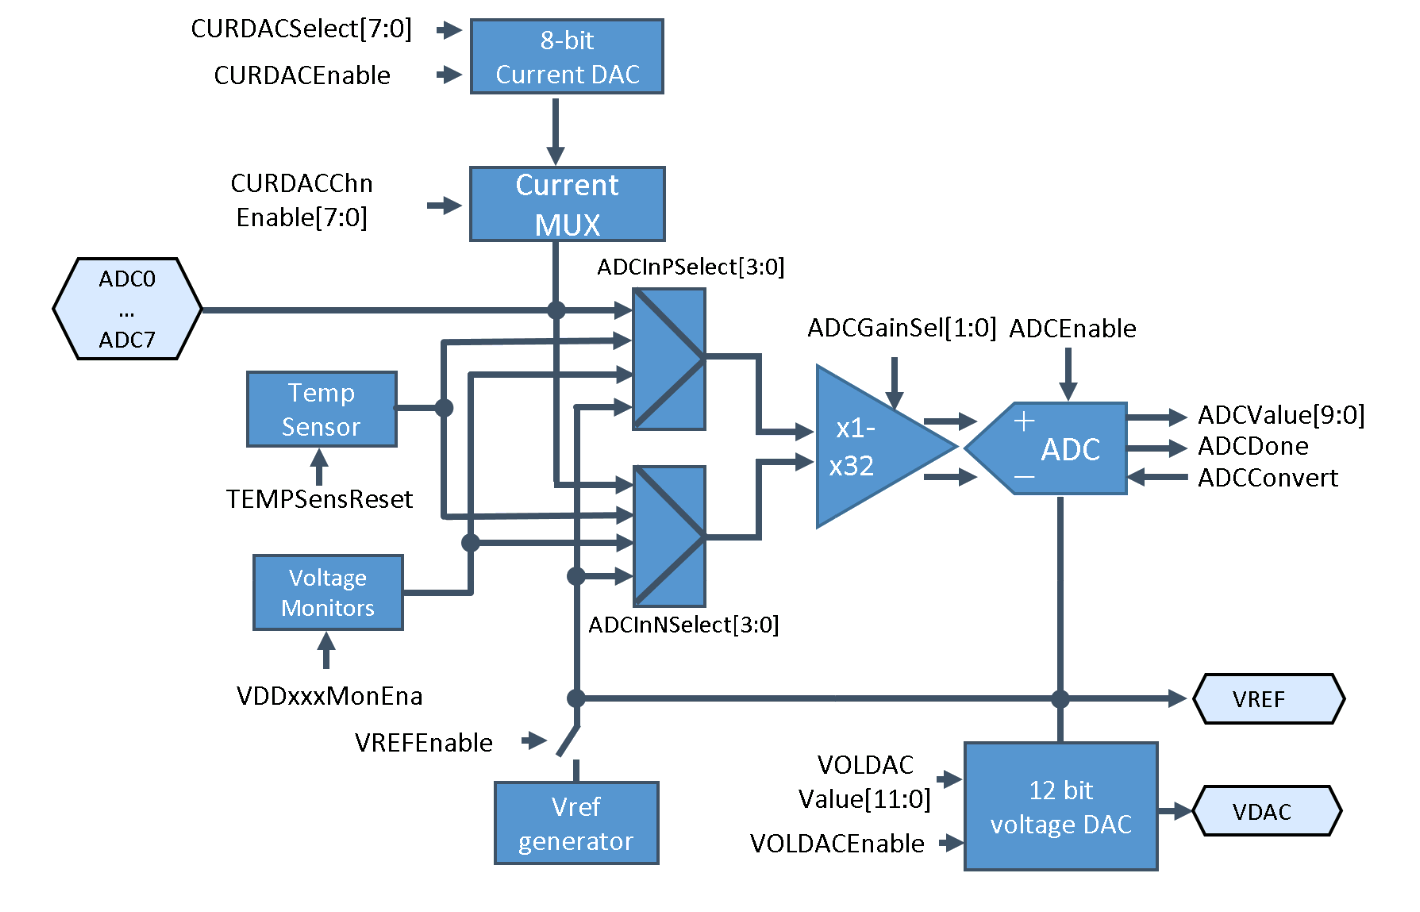 CURDACSelect[7:0]
CURDACEnable
8-bit
Current DAC
CURDACChn
Enable[7:0]
Current
MUX
ADC0
...
ADC7
ADCInPSelect[3:0]
ADCGainSel[1:0]
ADCEnable
Temp
Sensor
TEMPSensReset
x1-
x32
+
ADC
−
ADCValue[9:0]
ADCDone
ADCConvert
Voltage
Monitors
VDDxxxMonEna
ADCInNSelect[3:0]
VREF
VREFEnable
Vref
generator
VOLDAC
Value[11:0]
VOLDACEnable
12 bit
voltage DAC
VDAC